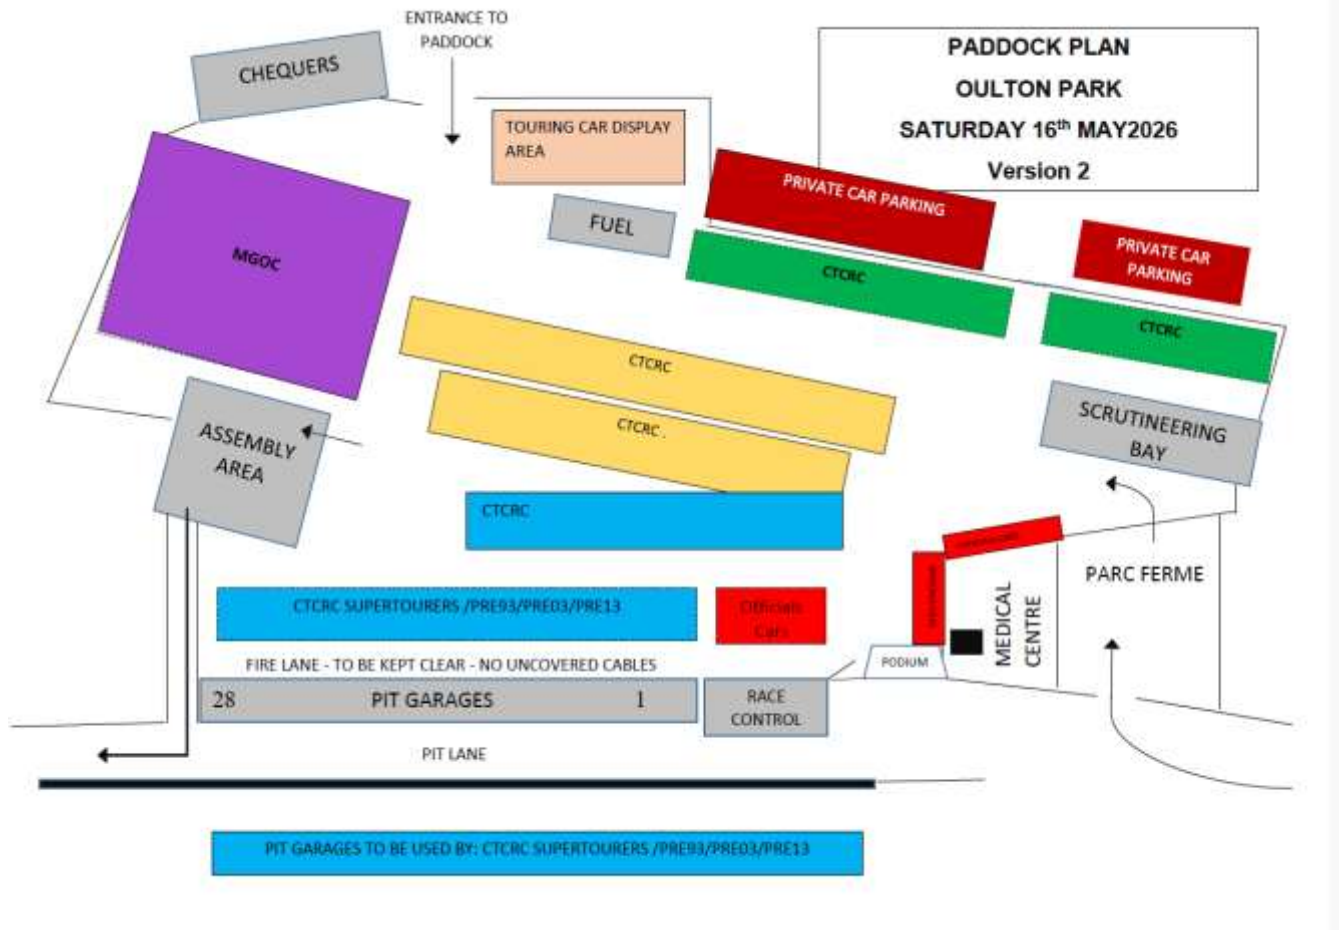 ENTRANCE TO
PADDOCK
PADDOCK PLAN
OULTON PARK
SATURDAY 16th MAY2026
Version 2
CHEQUERS
TOURING CAR DISPLAY
AREA
FUEL
PRIVATE CAR PARKING
PRIVATE CAR
PARKING
MGOC
CTCRC
CTCRC
CTCRC
CTCRC .
SCRUTINEERING
BAY
ASSEMBLY
AREA
CTCRC
PARC FERME
MEDICAL
CENTRE
CTCRC SUPERTOURERS /PRE93/PRE03/PRE13
Officials
Cars
FIRE LANE - TO BE KEPT CLEAR - NO UNCOVERED CABLES
PODIUM
28 PIT GARAGES 1
RACE
CONTROL
PIT LANE
PIT GARAGES TO BE USED BY: CTCRC SUPERTOURERS /PRE93/PRE03/PRE13